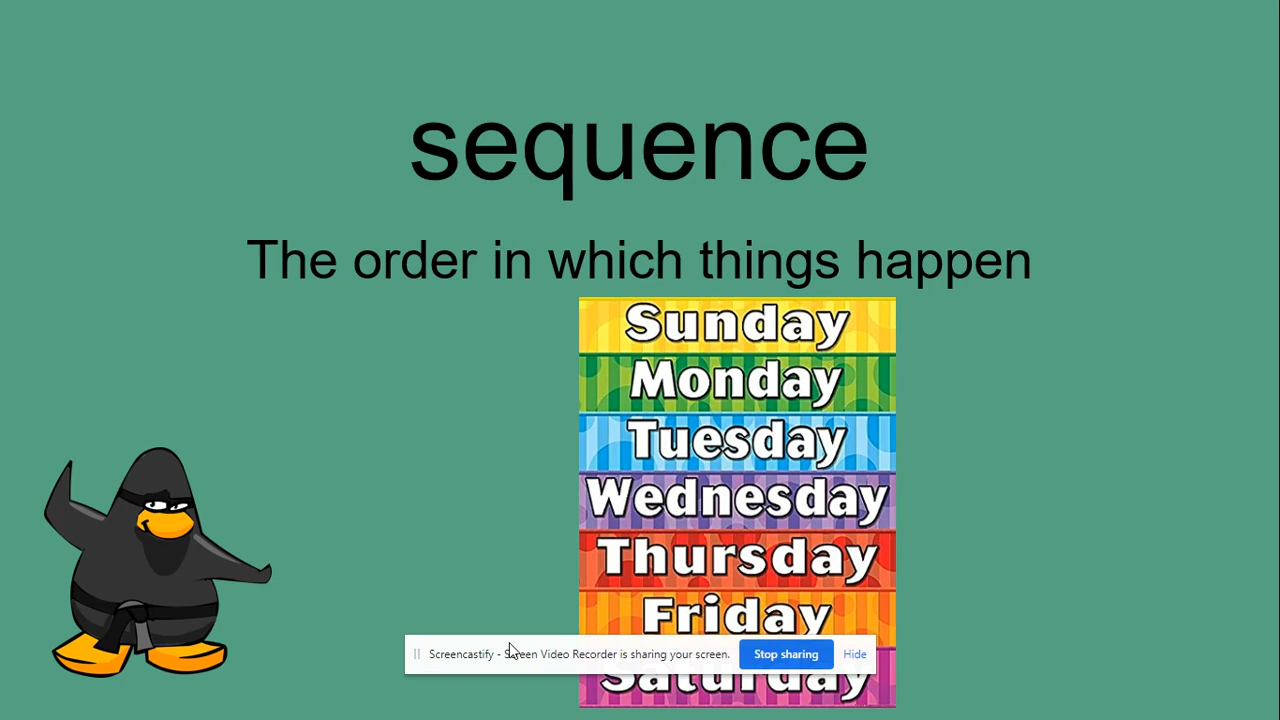 sequence
The order in which things happen
Sunday
Monday
Tuesday
Wednesday
Thursday
Friday
Screencastify - Screen Video Recorder is sharing your screen. Stop sharing Hide
Saturday